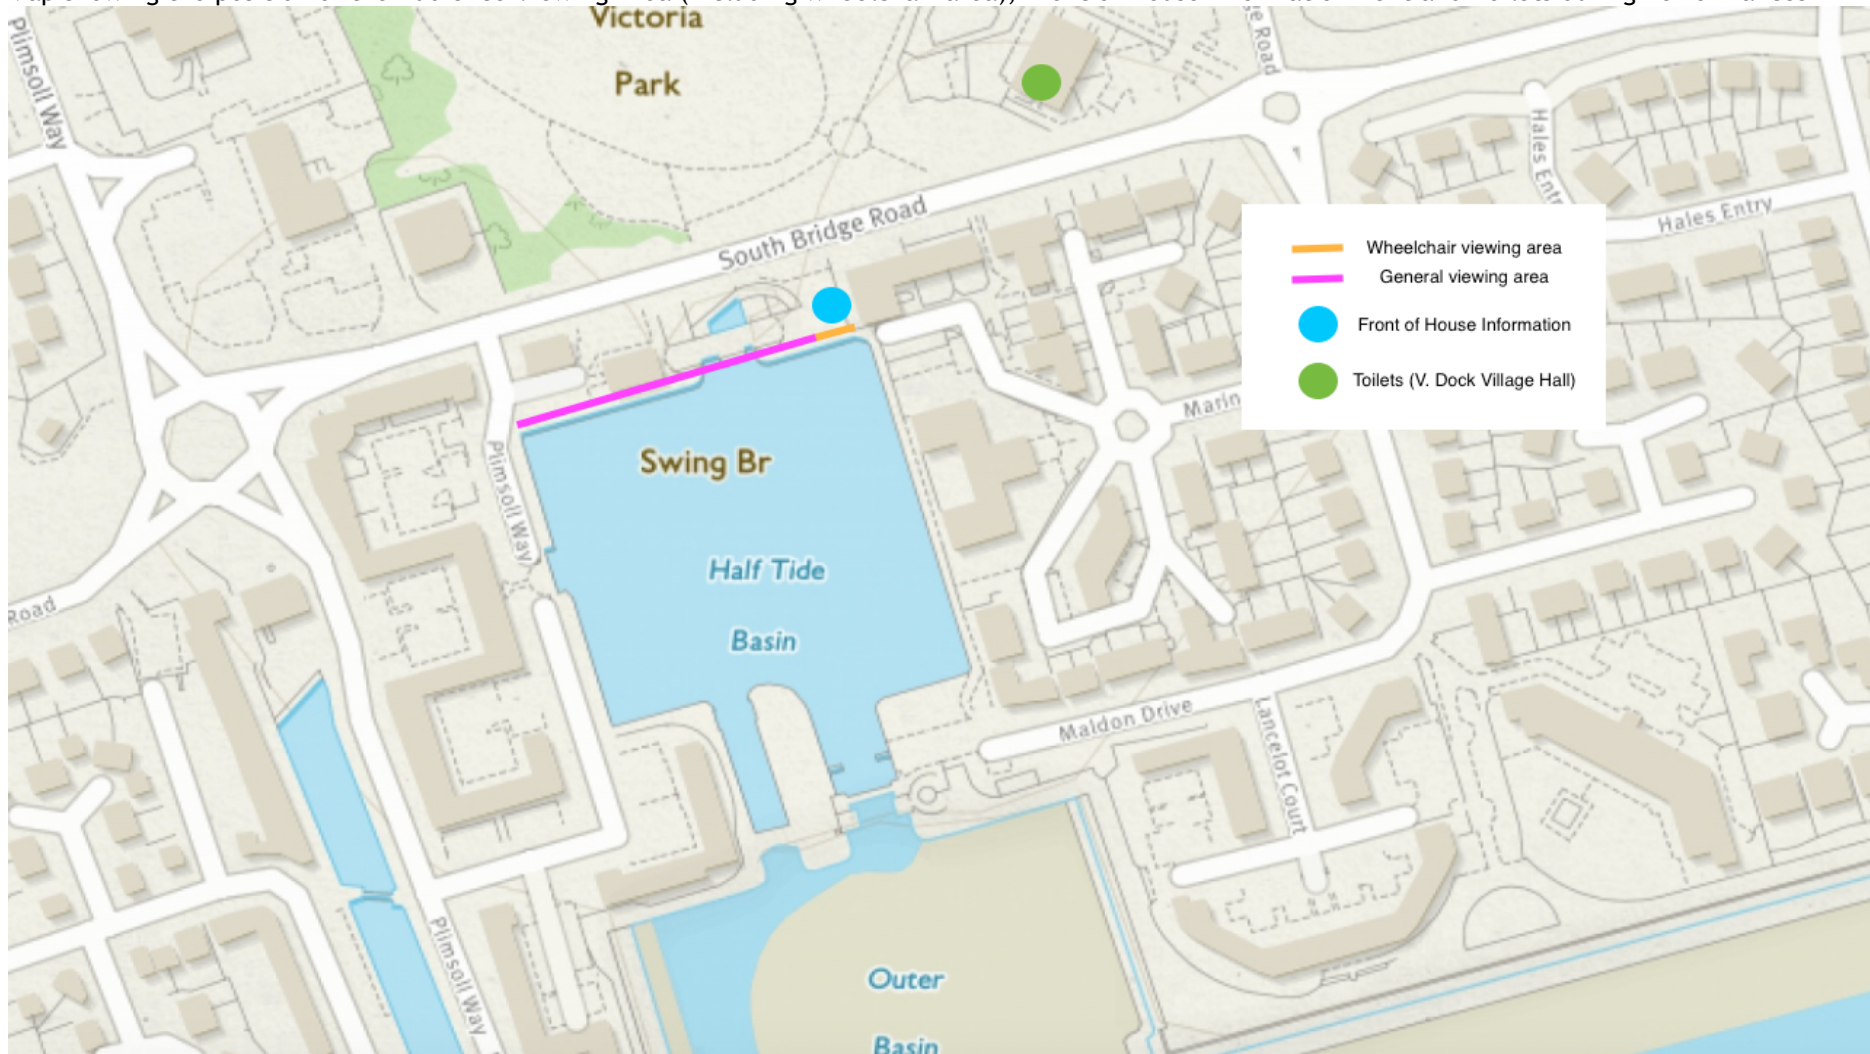 Victoria
Park
Plimsoll Way
Road
South Bridge Road
Hales Entry
Hales Entry
Wheelchair viewing area
General viewing area
Front of House Information
Toilets (V. Dock Village Hall)
Plimsoll Way
Swing Br
Half Tide
Basin
Road
Maldon Drive
Lancelot Court
Plimsoll Way
Outer
Basin